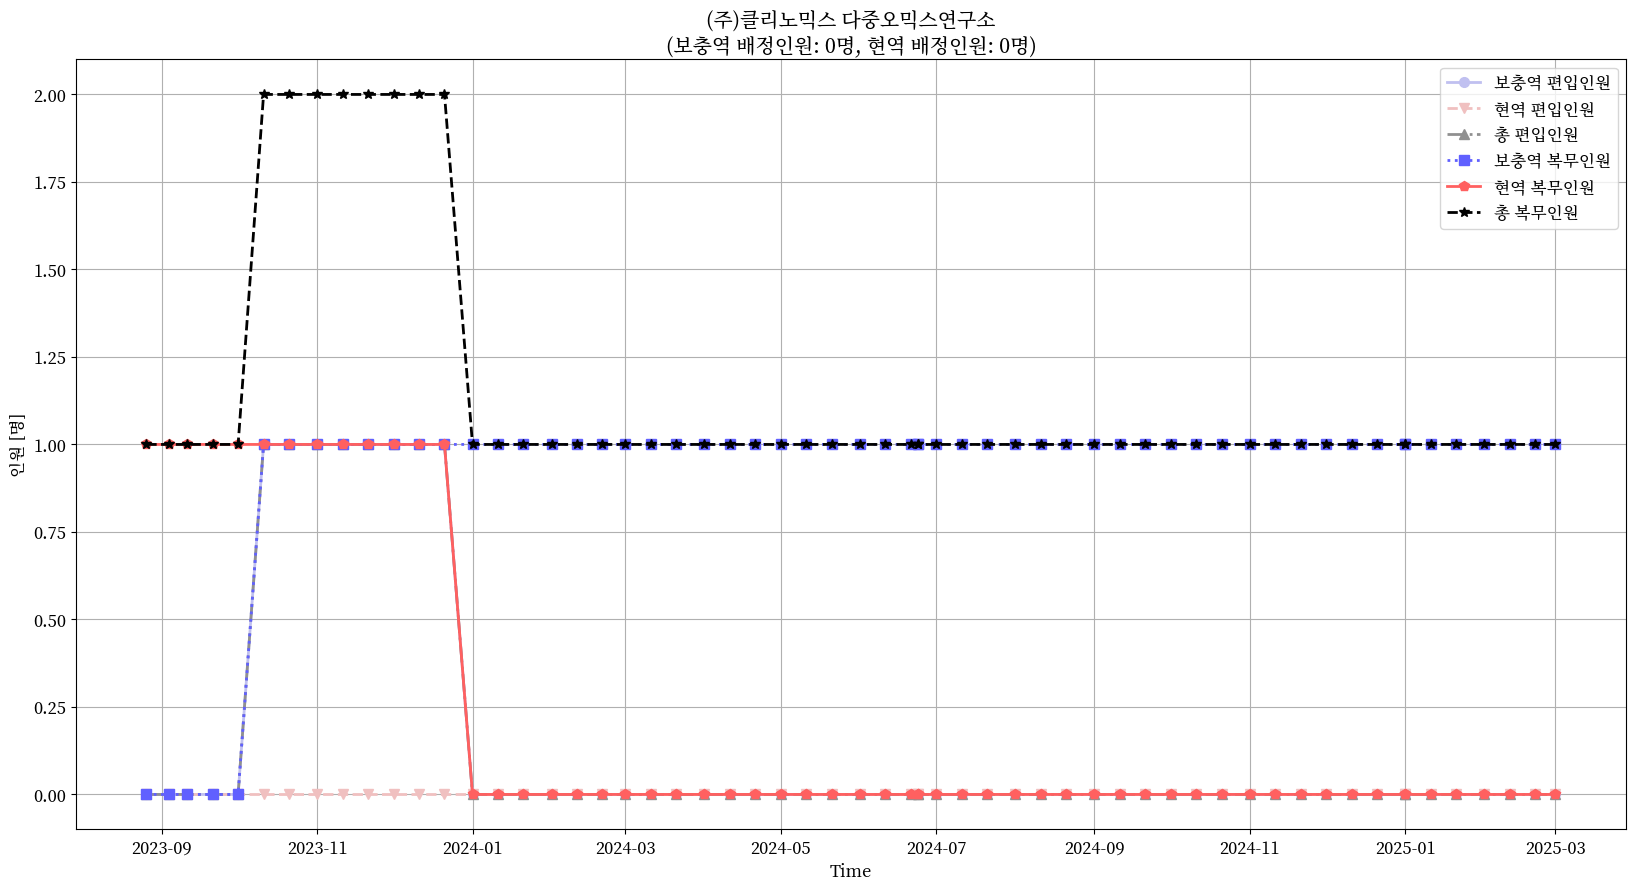 (주)클리노믹스 다중오믹스연구소
(보충역 배정인원: 0명, 현역 배정인원: 0명)
보충역 편입인원
현역 편입인원
총 편입인원
보충역 복무인원
현역 복무인원
총 복무인원
인원 [명]
2.00
1.75
1.50
1.25
1.00
0.75
0.50
0.25
0.00
2023-09
2023-11
2024-01
2024-03
2024-05
2024-07
2024-09
2024-11
2025-01
2025-03
Time